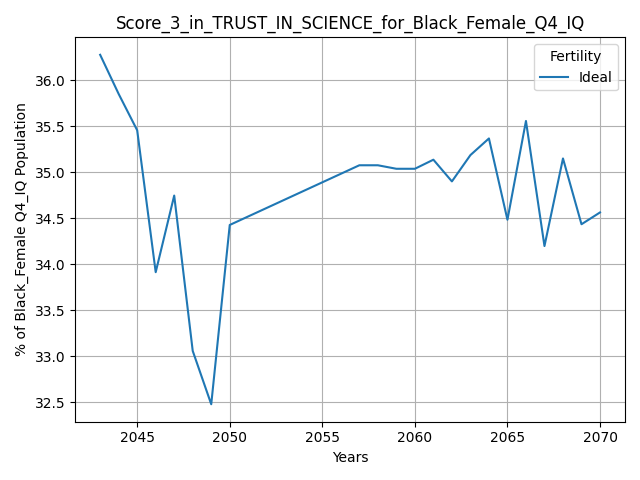 Score_3_in_TRUST_IN_SCIENCE_for_Black_Female_Q4_IQ
Fertility
Ideal
% of Black_Female Q4_IQ Population
36.0
35.5
35.0
34.5
34.0
33.5
33.0
32.5
2045 2050 2055 2060 2065 2070
Years